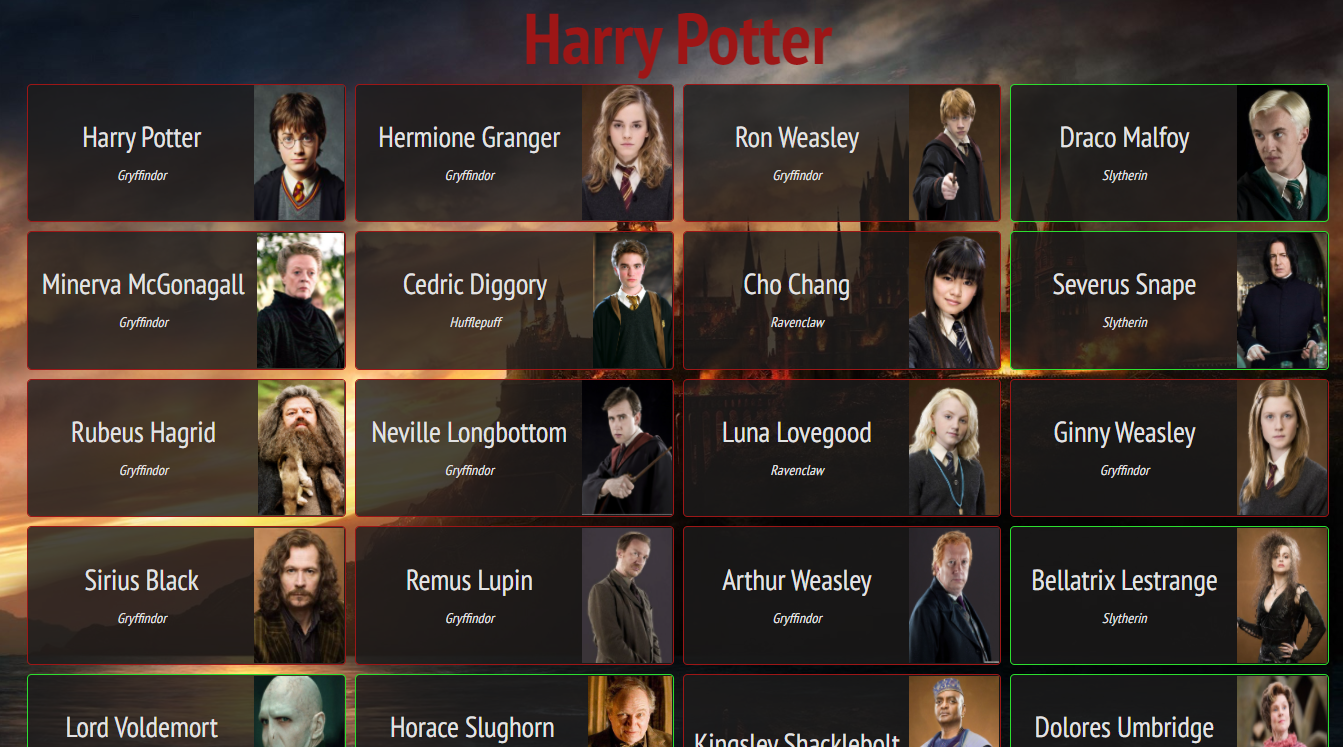 Harry Potter
Harry Potter
Gryffindor
Hermione Granger
Gryffindor
Ron Weasley
Gryffindor
Draco Malfoy
Slytherin
Minerva McGonagall
Gryffindor
Cedric Diggory
Hufflepuff
Cho Chang
Ravenclaw
Severus Snape
Slytherin
Rubeus Hagrid
Gryffindor
Neville Longbottom
Gryffindor
Luna Lovegood
Ravenclaw
Ginny Weasley
Gryffindor
Sirius Black
Gryffindor
Remus Lupin
Gryffindor
Arthur Weasley
Gryffindor
Bellatrix Lestrange
Slytherin
Lord Voldemort
Horace Slughorn
Kingsley Shacklebolt
Dolores Umbridge